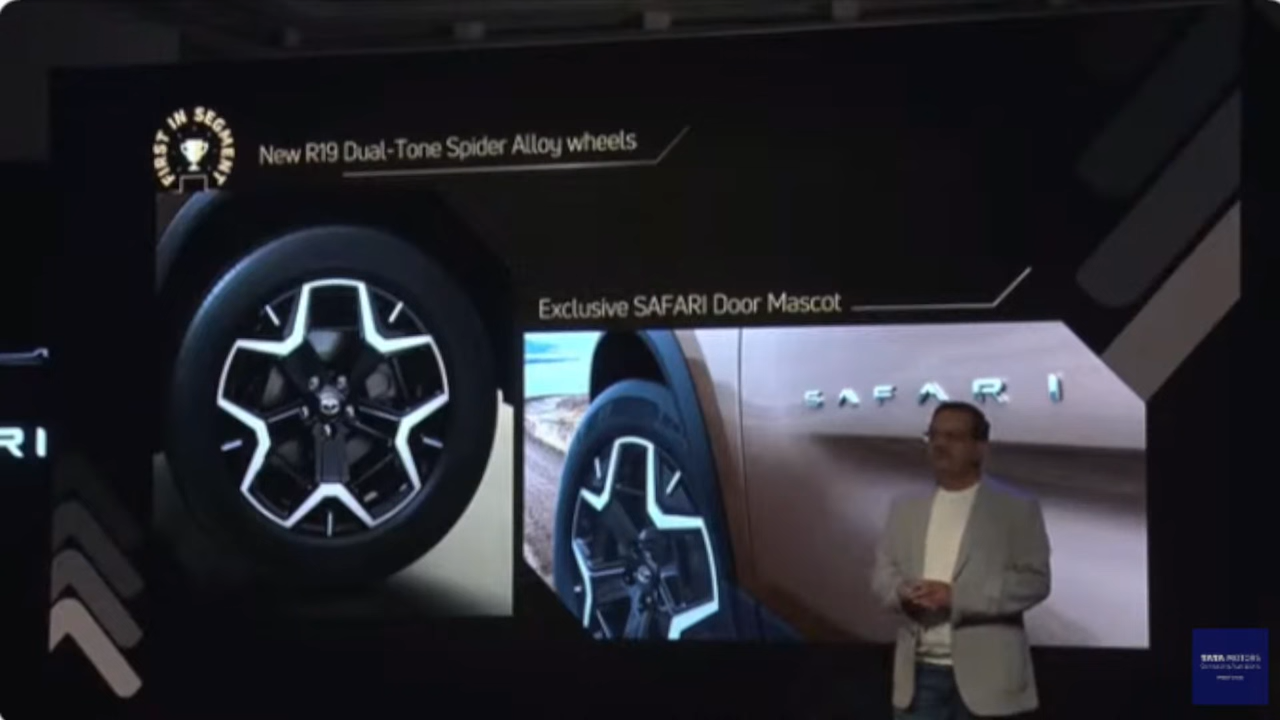 FIRST IN SEGMENT
New R19 Dual-Tone Spider Alloy wheels
Exclusive SAFARI Door Mascot
SAFARI
RI
TATA MOTORS